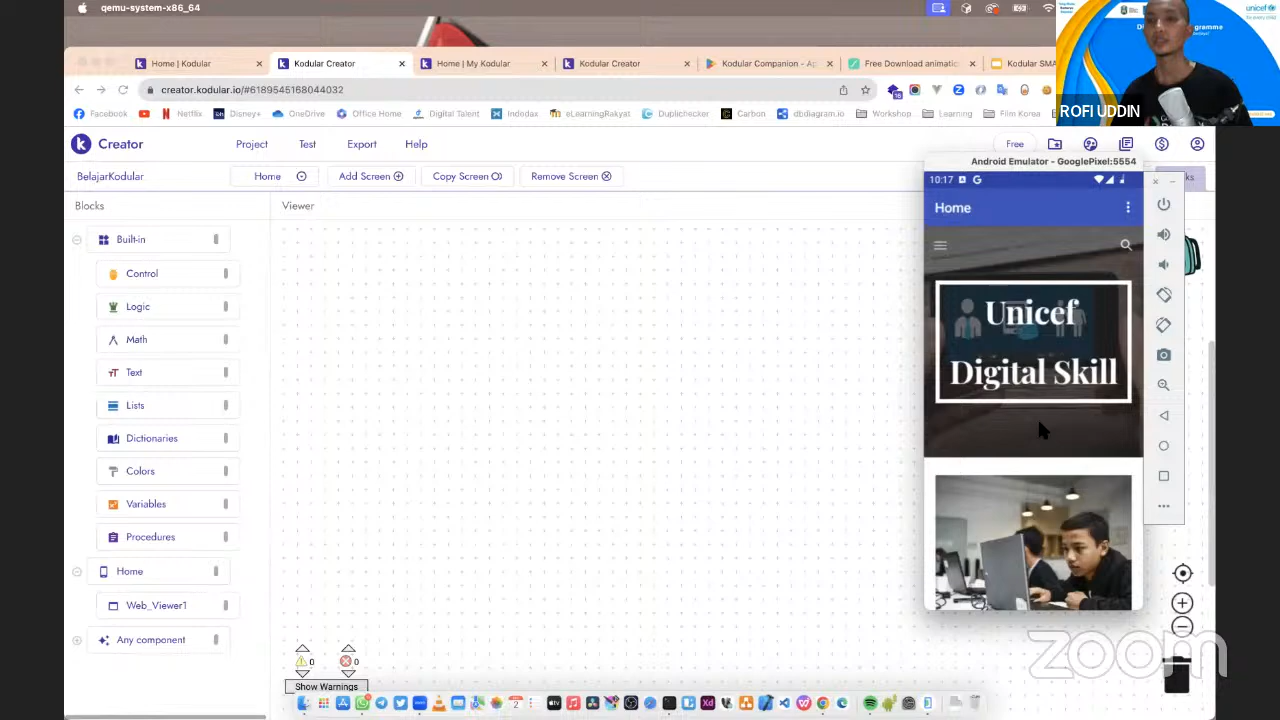 qemu-system-x86_64
unicef
ROFI UDDIN
Home | Kodular
Kodular Creator
Home | My Kodular
Kodular Creator
Kodular Companion - Ap
Free Download animatic
Kodular SMA
creator.kodular.io/#6189545168044032
Facebook
Netflix
Disney+
OneDrive
Office Home
Digital Talent
Indodax
eLearningRakyat
Dupbchecker
Carbon
dbdiagram.io
Workshop
Learning
Film Korea
Creator
Project
Test
Export
Help
Free
BelajarKodular
Home
Add Screen
Copy Screen
Remove Screen
Blocks
Viewer
Built-in
Control
Logic
Math
Text
Lists
Dictionaries
Colors
Variables
Procedures
Home
Web_Viewer1
Any component
0
0
Show Warnings
Android Emulator - GooglePixel:5554
10:17
Home
Unicef
Digital Skill
zoom